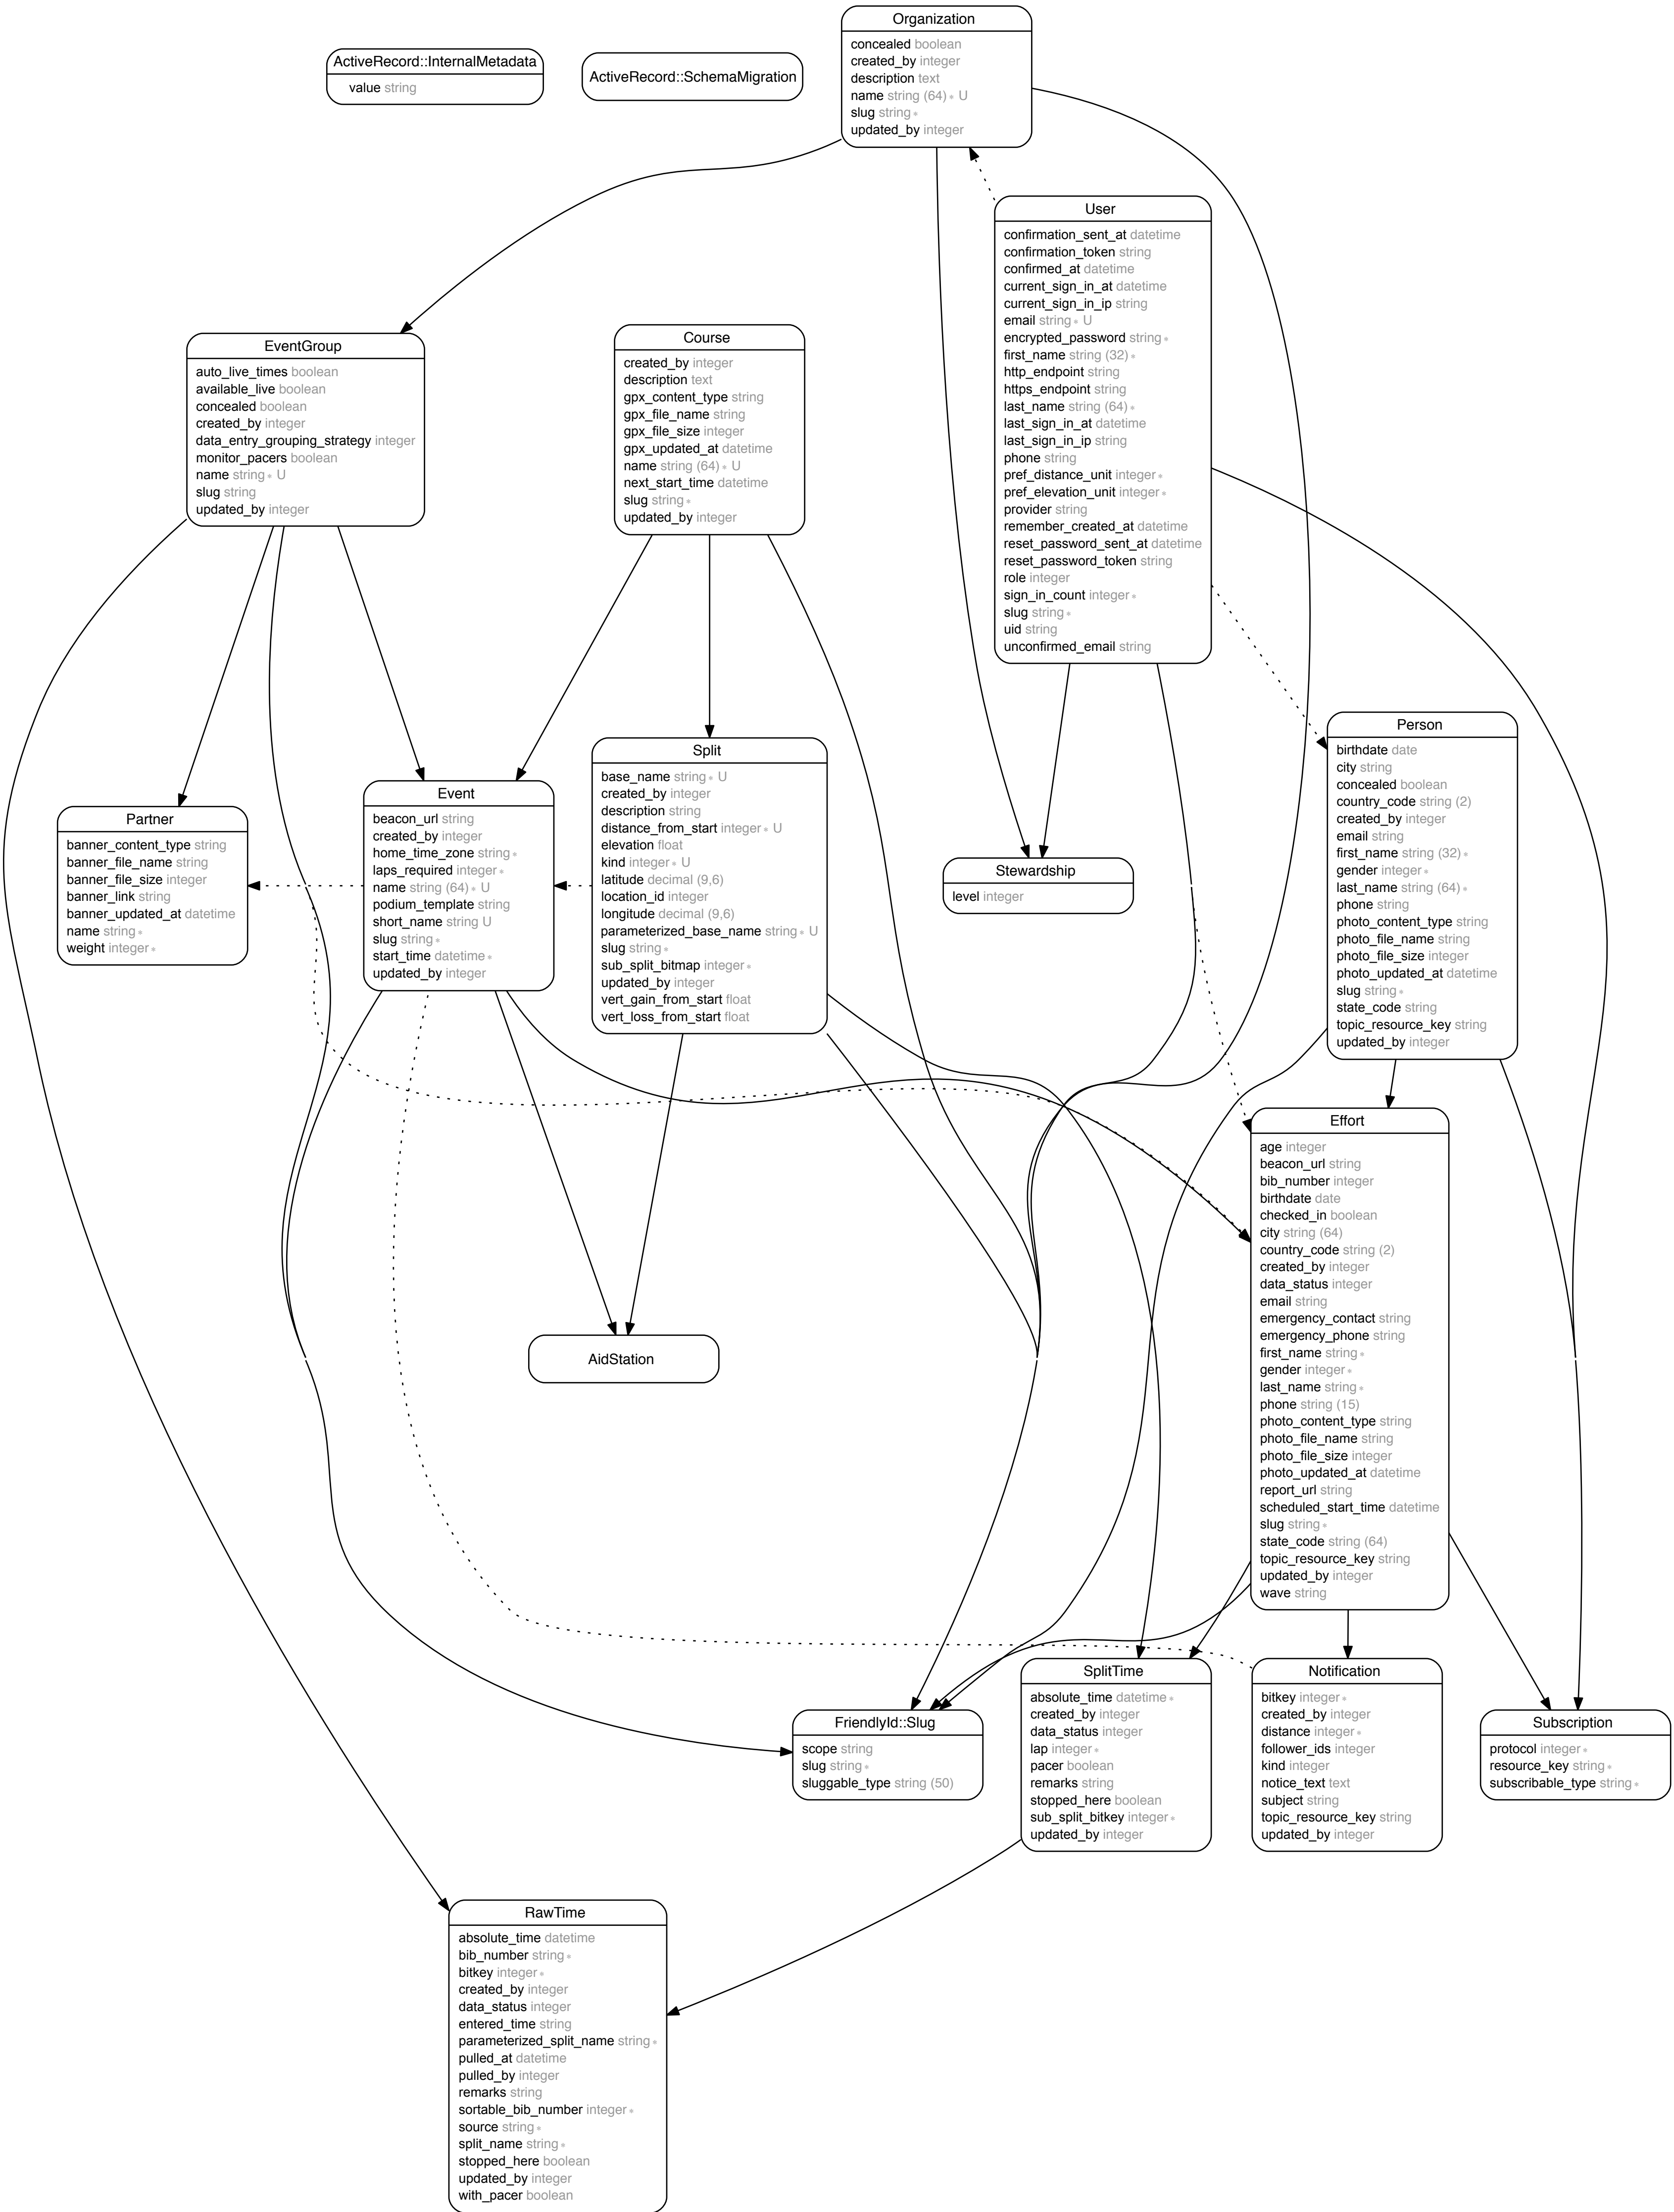 Organization
concealed boolean
created_by integer
description text
name string (64) ∗ U
slug string ∗
updated_by integer
ActiveRecord::InternalMetadata
value string
ActiveRecord::SchemaMigration
User
confirmation_sent_at datetime
confirmation_token string
confirmed_at datetime
current_sign_in_at datetime
current_sign_in_ip string
email string ∗ U
encrypted_password string ∗
first_name string (32) ∗
http_endpoint string
https_endpoint string
last_name string (64) ∗
last_sign_in_at datetime
last_sign_in_ip string
phone string
pref_distance_unit integer ∗
pref_elevation_unit integer ∗
provider string
remember_created_at datetime
reset_password_sent_at datetime
reset_password_token string
role integer
sign_in_count integer ∗
slug string ∗
uid string
unconfirmed_email string
EventGroup
auto_live_times boolean
available_live boolean
concealed boolean
created_by integer
data_entry_grouping_strategy integer
monitor_pacers boolean
name string ∗ U
slug string
updated_by integer
Course
created_by integer
description text
gpx_content_type string
gpx_file_name string
gpx_file_size integer
gpx_updated_at datetime
name string (64) ∗ U
next_start_time datetime
slug string ∗
updated_by integer
Person
birthdate date
city string
concealed boolean
country_code string (2)
created_by integer
email string
first_name string (32) ∗
gender integer ∗
last_name string (64) ∗
phone string
photo_content_type string
photo_file_name string
photo_file_size integer
photo_updated_at datetime
slug string ∗
state_code string
topic_resource_key string
updated_by integer
Split
base_name string ∗ U
created_by integer
description string
distance_from_start integer ∗ U
elevation float
kind integer ∗ U
latitude decimal (9,6)
location_id integer
longitude decimal (9,6)
parameterized_base_name string ∗ U
slug string ∗
sub_split_bitmap integer ∗
updated_by integer
vert_gain_from_start float
vert_loss_from_start float
Event
beacon_url string
created_by integer
home_time_zone string ∗
laps_required integer ∗
name string (64) ∗ U
podium_template string
short_name string U
slug string ∗
start_time datetime ∗
updated_by integer
Partner
banner_content_type string
banner_file_name string
banner_file_size integer
banner_link string
banner_updated_at datetime
name string ∗
weight integer ∗
Stewardship
level integer
Effort
age integer
beacon_url string
bib_number integer
birthdate date
checked_in boolean
city string (64)
country_code string (2)
created_by integer
data_status integer
email string
emergency_contact string
emergency_phone string
first_name string ∗
gender integer ∗
last_name string ∗
phone string (15)
photo_content_type string
photo_file_name string
photo_file_size integer
photo_updated_at datetime
report_url string
scheduled_start_time datetime
slug string ∗
state_code string (64)
topic_resource_key string
updated_by integer
wave string
AidStation
SplitTime
absolute_time datetime ∗
created_by integer
data_status integer
lap integer ∗
pacer boolean
remarks string
stopped_here boolean
sub_split_bitkey integer ∗
updated_by integer
Notification
bitkey integer ∗
created_by integer
distance integer ∗
follower_ids integer
kind integer
notice_text text
subject string
topic_resource_key string
updated_by integer
FriendlyId::Slug
scope string
slug string ∗
sluggable_type string (50)
Subscription
protocol integer ∗
resource_key string ∗
subscribable_type string ∗
RawTime
absolute_time datetime
bib_number string ∗
bitkey integer ∗
created_by integer
data_status integer
entered_time string
parameterized_split_name string ∗
pulled_at datetime
pulled_by integer
remarks string
sortable_bib_number integer ∗
source string ∗
split_name string ∗
stopped_here boolean
updated_by integer
with_pacer boolean